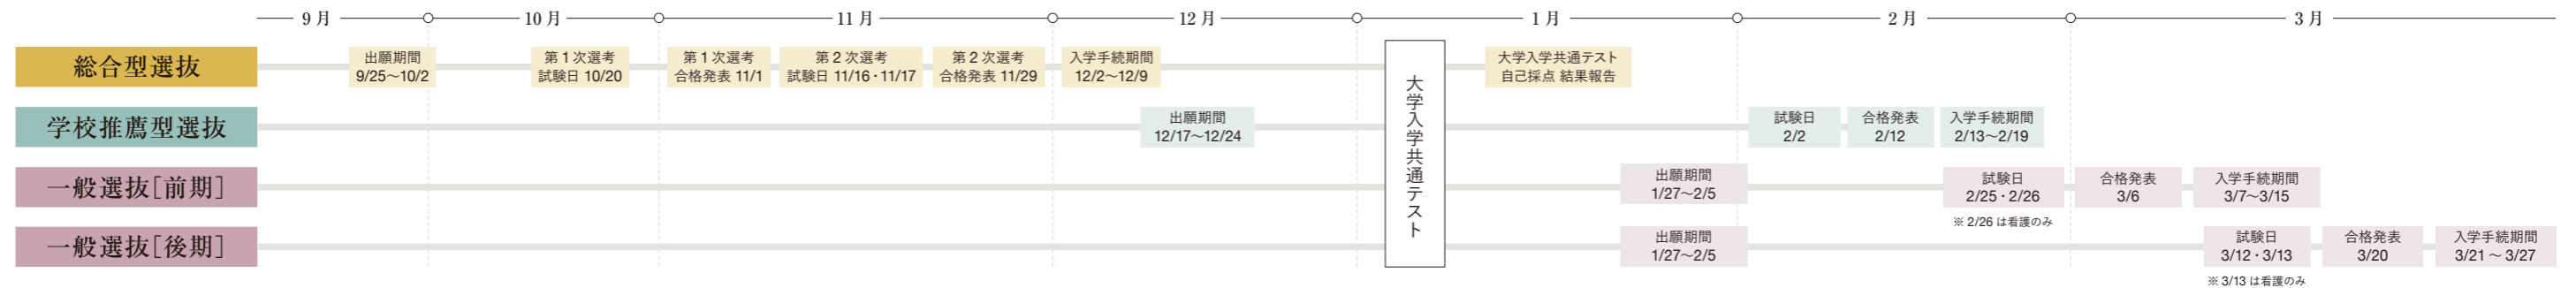 9月 10月 11月 12月 1月 2月 3月
総合型選抜
出願期間
9/25～10/2
第1次選考
試験日 10/20
第1次選考
合格発表 11/1
第2次選考
試験日 11/16・11/17
第2次選考
合格発表 11/29
入学手続期間
12/2～12/9
大学入学共通テスト
大学入学共通テスト
自己採点 結果報告
学校推薦型選抜
出願期間
12/17～12/24
試験日
2/2
合格発表
2/12
入学手続期間
2/13～2/19
一般選抜［前期］
出願期間
1/27～2/5
試験日
2/25・2/26
※ 2/26 は看護のみ
合格発表
3/6
入学手続期間
3/7～3/15
一般選抜［後期］
出願期間
1/27～2/5
試験日
3/12・3/13
※ 3/13 は看護のみ
合格発表
3/20
入学手続期間
3/21 ～ 3/27